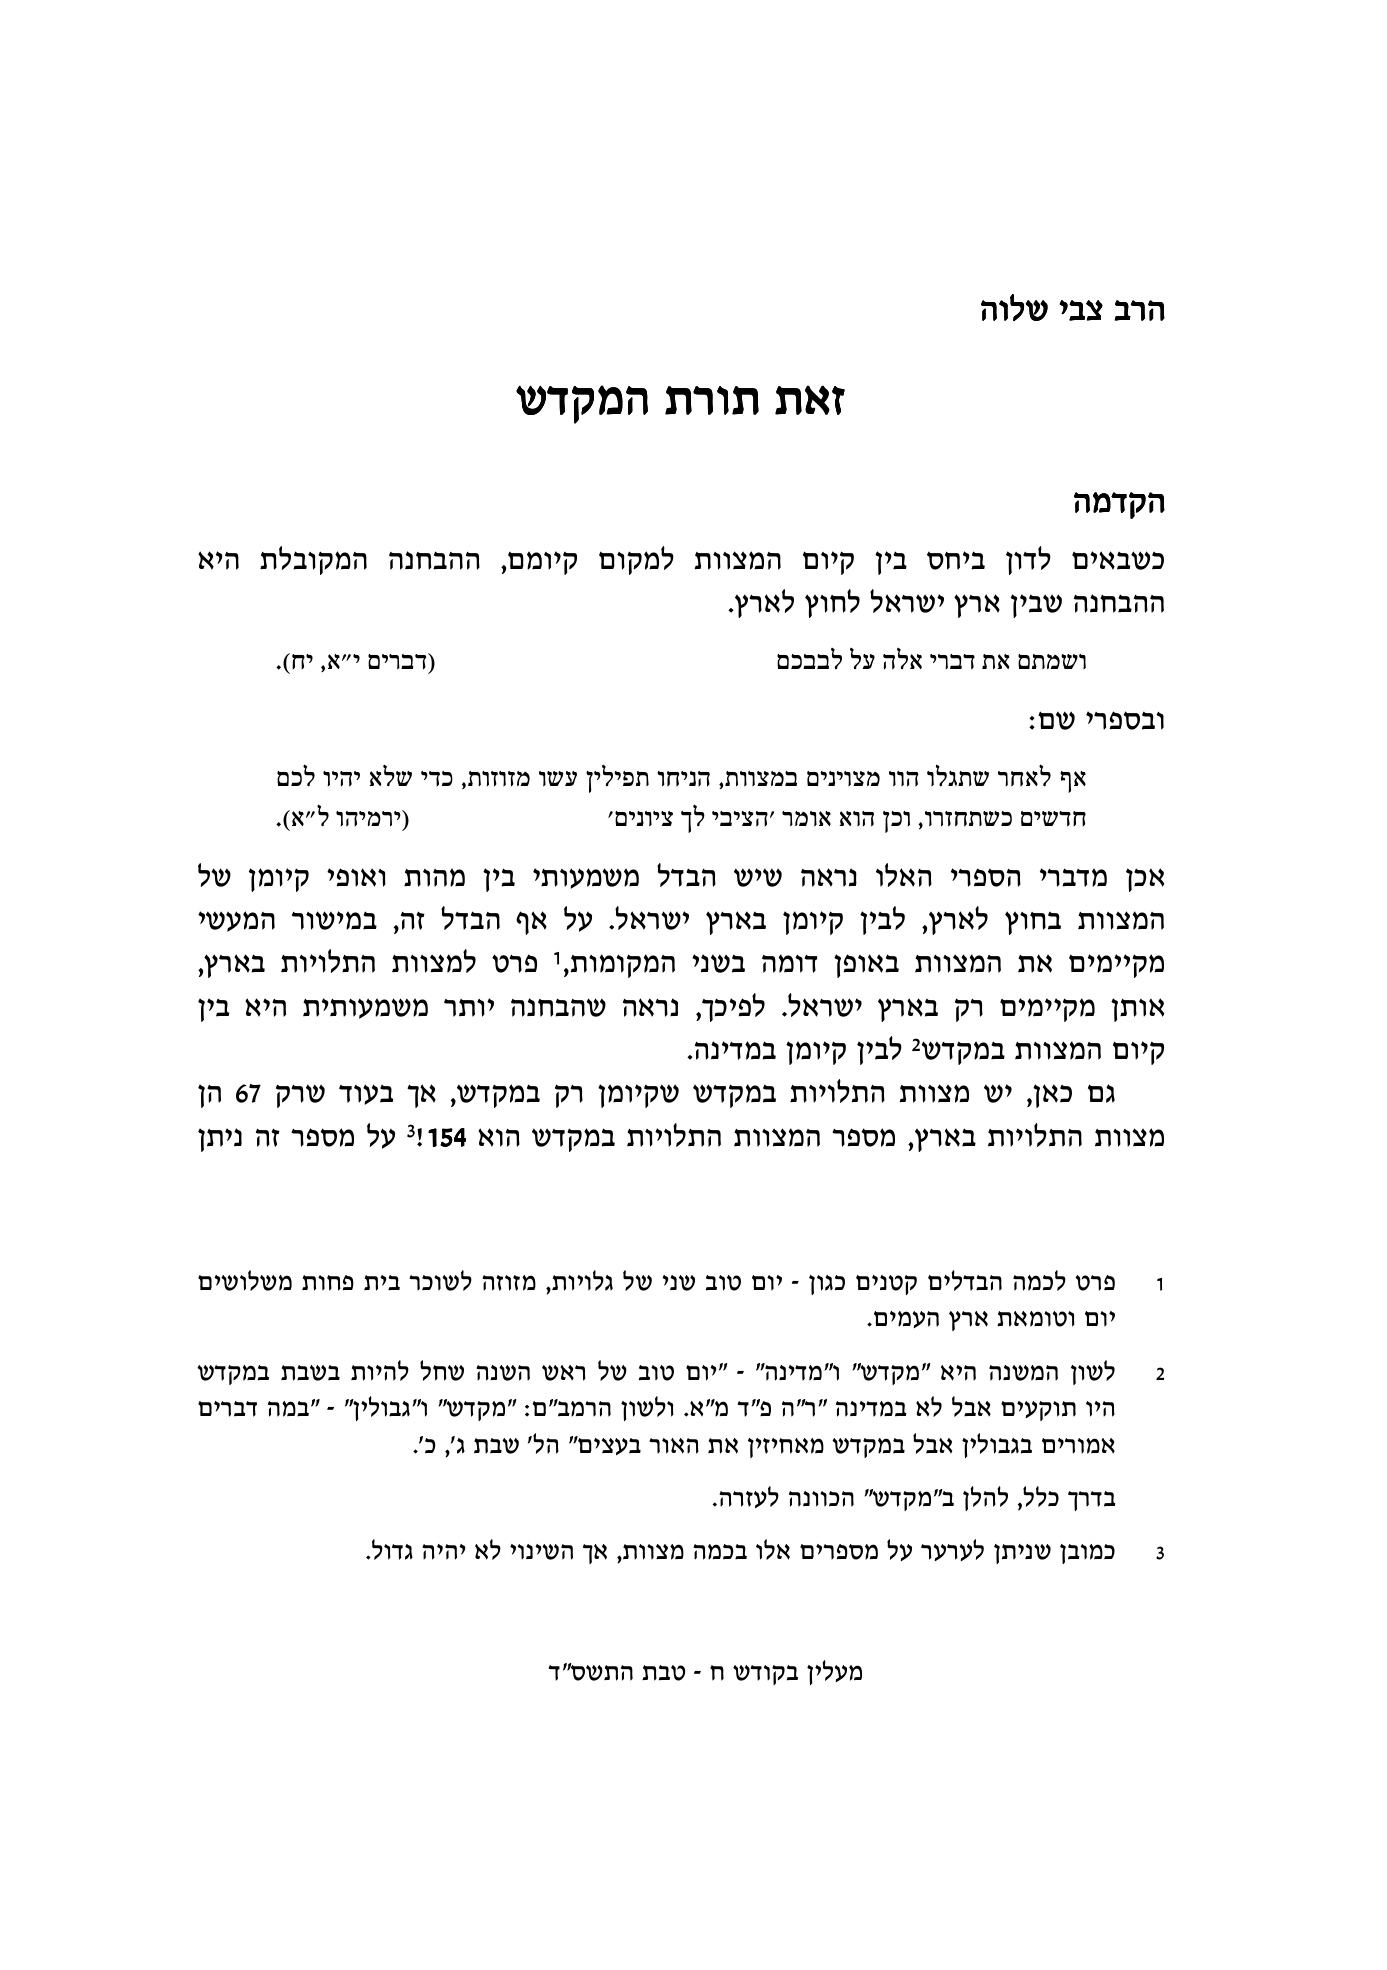 הרב צבי שלוה
זאת תורת המקדש
הקדמה
כשבאים לדון ביחס בין קיום המצוות למקום קיומם, ההבחנה המקובלת היא
ההבחנה שבין ארץ ישראל לחוץ לארץ.
ושמתם את דברי אלה על לבבכם (דברים י״א, יח).
ובספרי שם:
אף לאחר שתגלו הוו מצוינים במצוות, הניחו תפילין עשו מזוזות, כדי שלא יהיו לכם
חדשים כשתחזרו, וכן הוא אומר ׳הציבי לך ציונים׳ (ירמיהו ל״א).
אכן מדברי הספרי האלו נראה שיש הבדל משמעותי בין מהות ואופי קיומן של
המצוות בחוץ לארץ, לבין קיומן בארץ ישראל. על אף הבדל זה, במישור המעשי
מקיימים את המצוות באופן דומה בשני המקומות,1 פרט למצוות התלויות בארץ,
אותן מקיימים רק בארץ ישראל. לפיכך, נראה שהבחנה יותר משמעותית היא בין
קיום המצוות במקדש2 לבין קיומן במדינה.
גם כאן, יש מצוות התלויות במקדש שקיומן רק במקדש, אך בעוד שרק 67 הן
מצוות התלויות בארץ, מספר המצוות התלויות במקדש הוא 154!3 על מספר זה ניתן
1 פרט לכמה הבדלים קטנים כגון - יום טוב שני של גלויות, מזוזה לשוכר בית פחות משלושים
יום וטומאת ארץ העמים.
2 לשון המשנה היא ״מקדש״ ו״מדינה״ - ״יום טוב של ראש השנה שחל להיות בשבת במקדש
היו תוקעים אבל לא במדינה ״ר״ה פ״ד מ״א. ולשון הרמב״ם: ״מקדש״ ו״גבולין״ - ״במה דברים
אמורים בגבולין אבל במקדש מאחיזין את האור בעצים״ הל׳ שבת ג׳, כ׳.
בדרך כלל, להלן ב״מקדש״ הכוונה לעזרה.
3 כמובן שניתן לערער על מספרים אלו בכמה מצוות, אך השינוי לא יהיה גדול.
מעלין בקודש ח - טבת התשס״ד